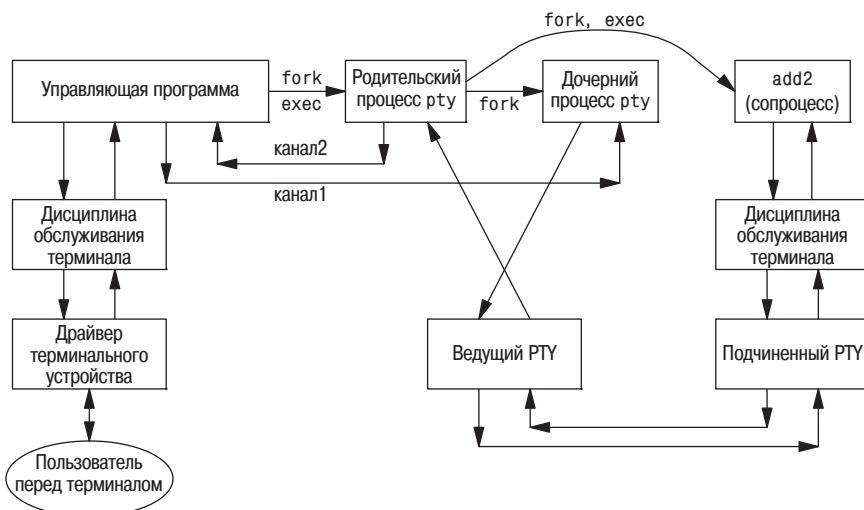 fork, exec
Управляющая программа
fork
exec
Родительский
процесс pty
fork
Дочерний
процесс pty
add2
(сопроцесс)
канал2
канал1
Дисциплина
обслуживания
терминала
Дисциплина
обслуживания
терминала
Драйвер
терминального
устройства
Ведущий PTY
Подчиненный PTY
Пользователь
перед терминалом